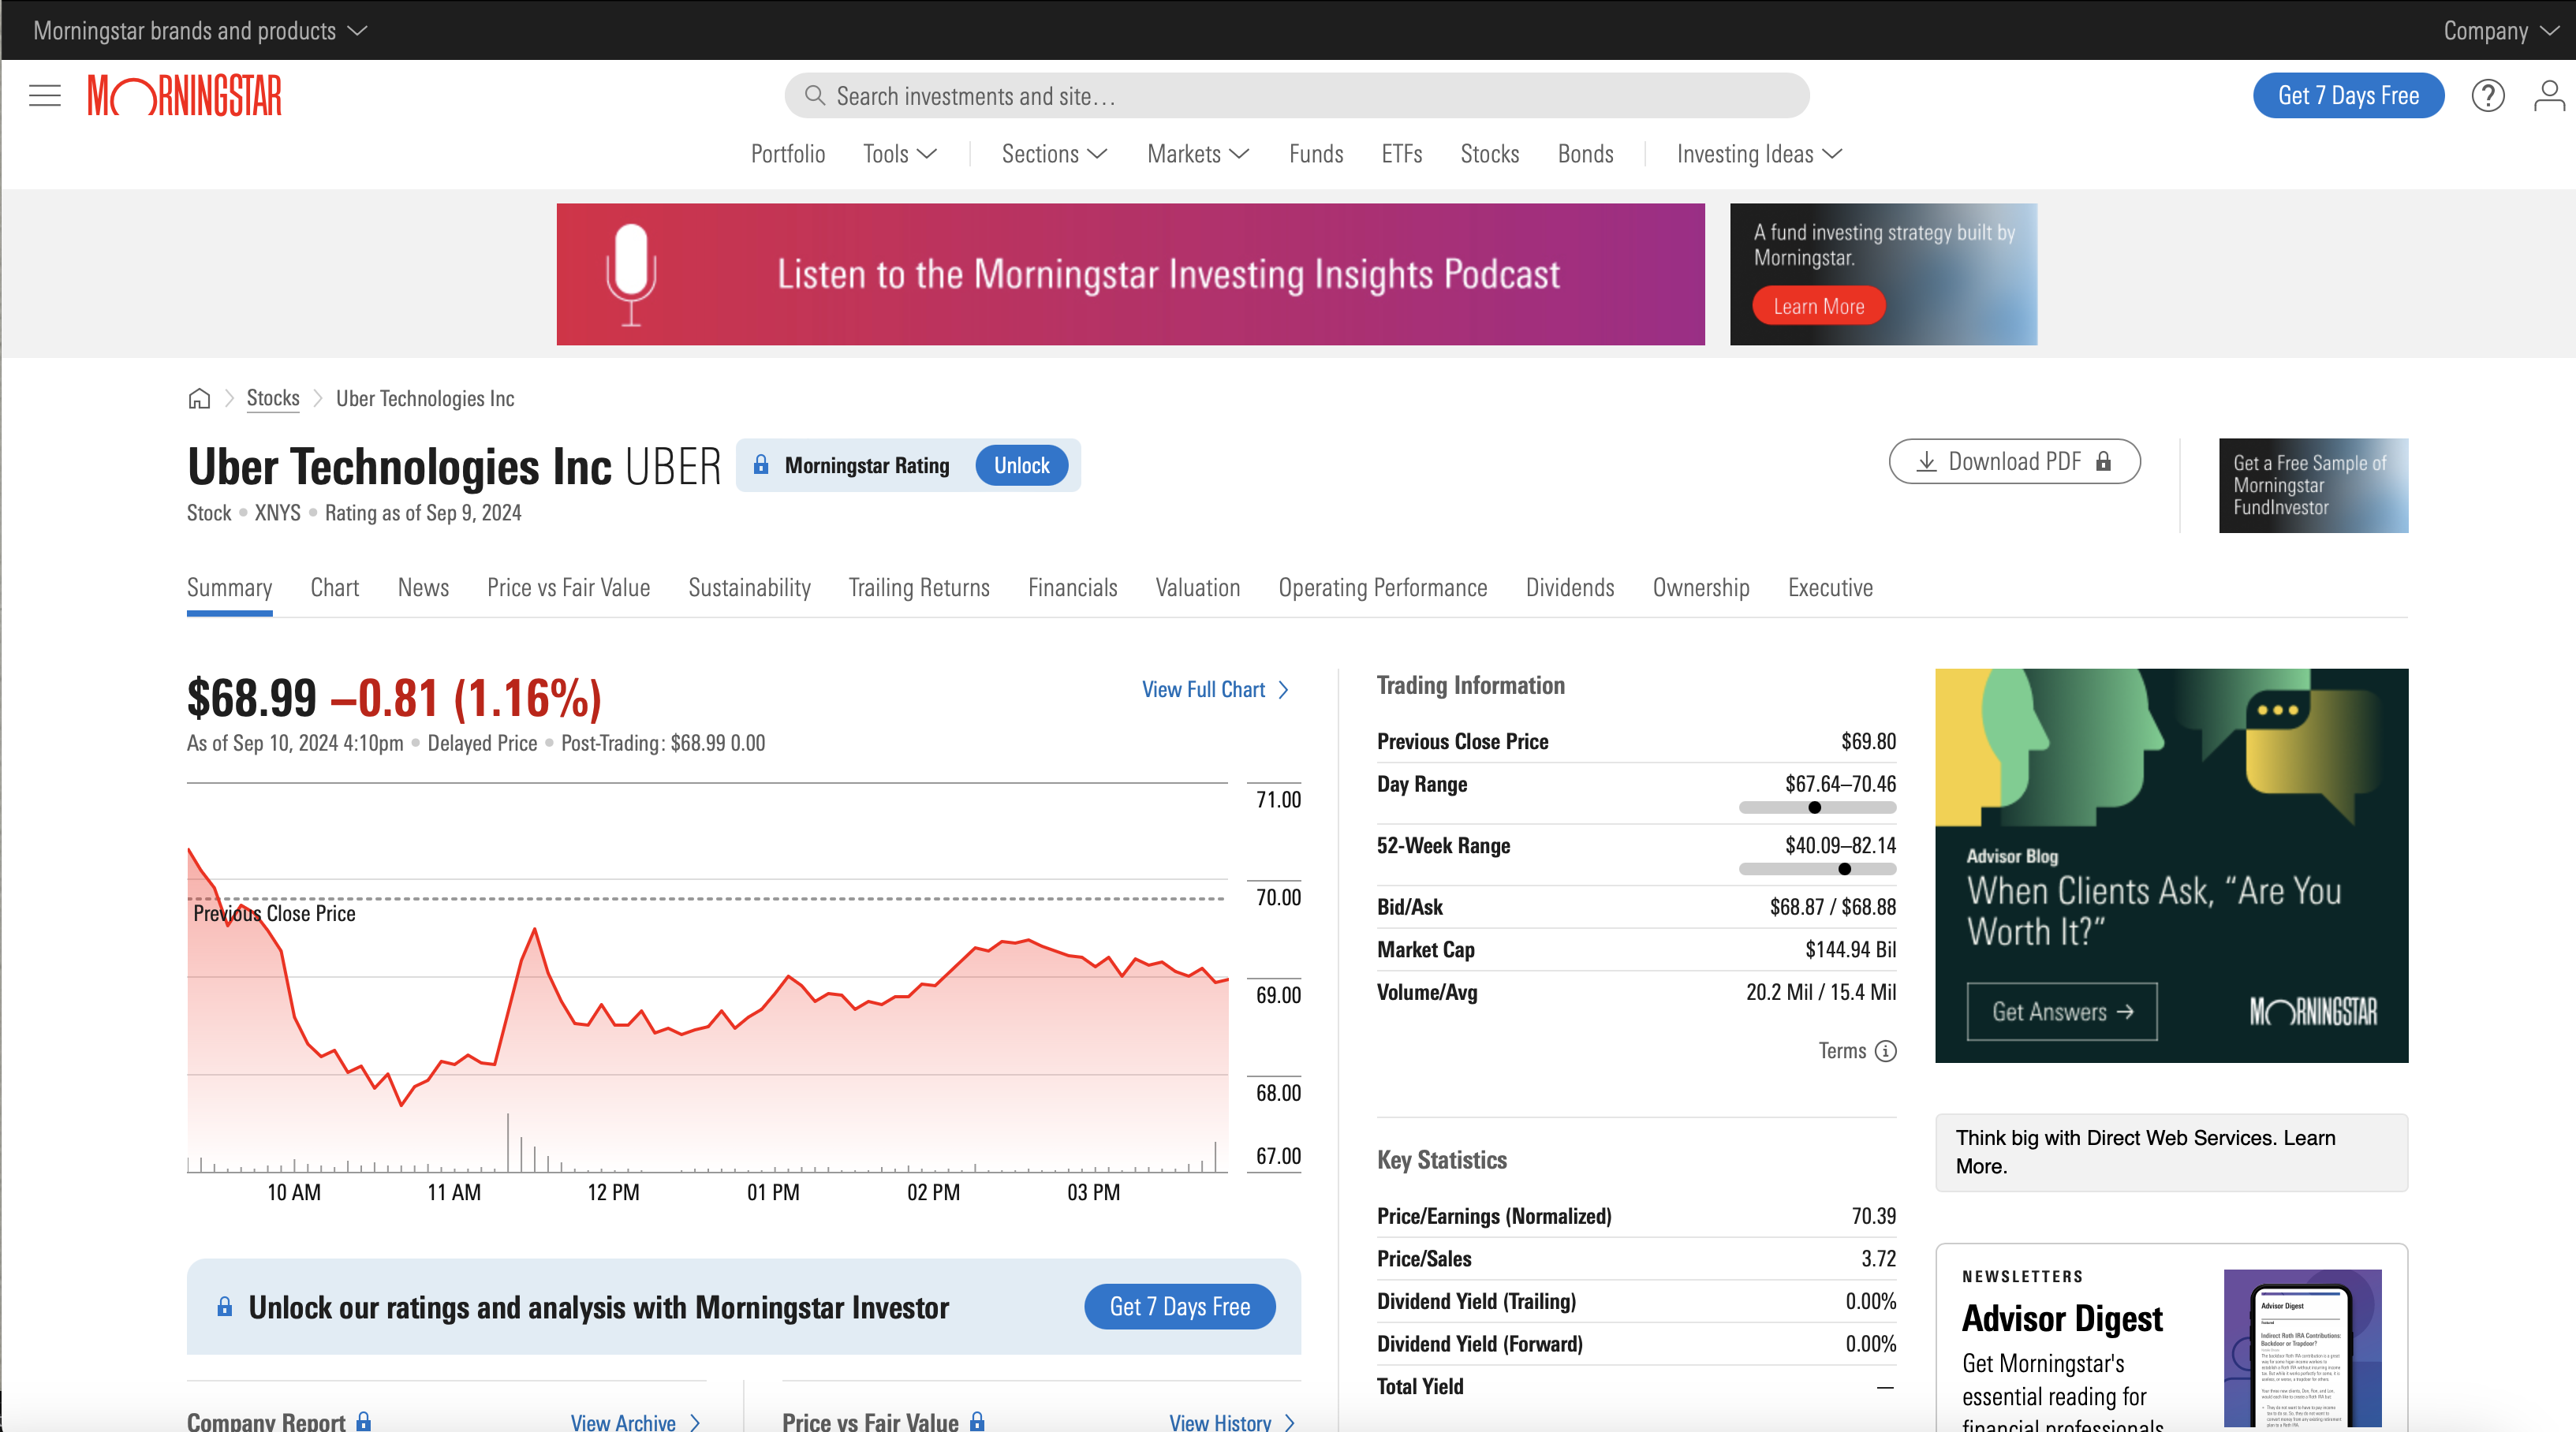 Morningstar brands and products
Company
MORNINGSTAR
Search investments and site…
Get 7 Days Free
Portfolio
Tools
Sections
Markets
Funds
ETFs
Stocks
Bonds
Investing Ideas
Listen to the Morningstar Investing Insights Podcast
A fund investing strategy built by
Morningstar.
Learn More
Stocks
Uber Technologies Inc
Uber Technologies Inc UBER
Morningstar Rating
Unlock
Download PDF
Get a Free Sample of
Morningstar
FundInvestor
Stock • XNYS • Rating as of Sep 9, 2024
Summary
Chart
News
Price vs Fair Value
Sustainability
Trailing Returns
Financials
Valuation
Operating Performance
Dividends
Ownership
Executive
$68.99 –0.81 (1.16%)
View Full Chart
As of Sep 10, 2024 4:10pm • Delayed Price • Post-Trading: $68.99 0.00
71.00
70.00
Previous Close Price
69.00
68.00
67.00
10 AM
11 AM
12 PM
01 PM
02 PM
03 PM
Unlock our ratings and analysis with Morningstar Investor
Get 7 Days Free
Company Report
View Archive
Price vs Fair Value
View History
Trading Information
Previous Close Price $69.80
Day Range $67.64–70.46
52-Week Range $40.09–82.14
Bid/Ask $68.87 / $68.88
Market Cap $144.94 Bil
Volume/Avg 20.2 Mil / 15.4 Mil
Terms
Key Statistics
Price/Earnings (Normalized) 70.39
Price/Sales 3.72
Dividend Yield (Trailing) 0.00%
Dividend Yield (Forward) 0.00%
Total Yield —
Advisor Blog
When Clients Ask, “Are You
Worth It?”
Get Answers →
MORNINGSTAR
Think big with Direct Web Services. Learn
More.
NEWSLETTERS
Advisor Digest
Get Morningstar's
essential reading for
financial professionals
Advisor Digest
Indirect Roth IRA Contributions:
Backdoor or Trapdoor?